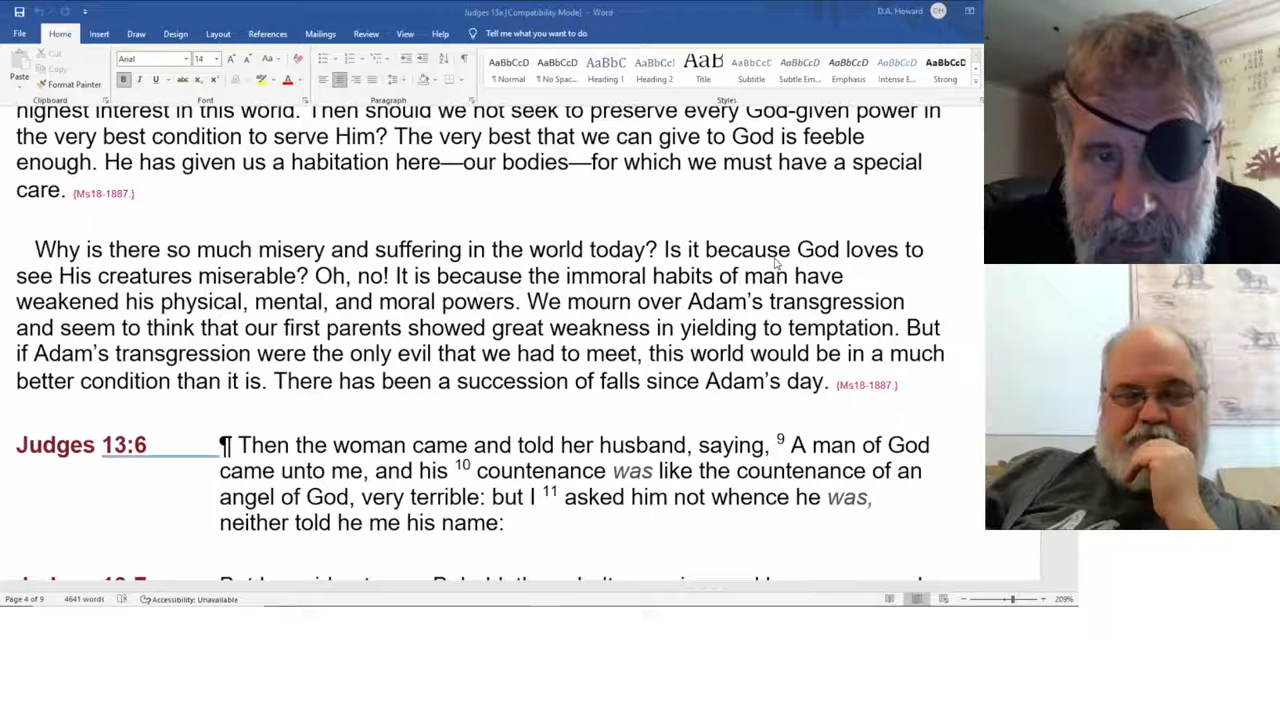 Judges 13a [Compatibility Mode] - Word
D.A. Howard
DH
File Home Insert Draw Design Layout References Mailings Review View Help Tell me what you want to do
Cut
Copy
Format Painter
Paste
Arial 14
AaBbCcD AaBbCcD AaBbC AaBbCcI AaB AaBbCcD AaBbCcD AaBbCcD AaBbCcD AaBbCcD
¶ Normal ¶ No Spac... Heading 1 Heading 2 Title Subtitle Subtle Em... Emphasis Intense E... Strong
Clipboard Font Paragraph Styles
highest interest in this world. Then should we not seek to preserve every God-given power in
the very best condition to serve Him? The very best that we can give to God is feeble
enough. He has given us a habitation here—our bodies—for which we must have a special
care. {Ms18-1887.}
Why is there so much misery and suffering in the world today? Is it because God loves to
see His creatures miserable? Oh, no! It is because the immoral habits of man have
weakened his physical, mental, and moral powers. We mourn over Adam's transgression
and seem to think that our first parents showed great weakness in yielding to temptation. But
if Adam's transgression were the only evil that we had to meet, this world would be in a much
better condition than it is. There has been a succession of falls since Adam's day. {Ms18-1887.}
Judges 13:6 ¶ Then the woman came and told her husband, saying, 9 A man of God
came unto me, and his 10 countenance was like the countenance of an
angel of God, very terrible: but I 11 asked him not whence he was,
neither told he me his name:
Page 4 of 9 4641 words Accessibility: Unavailable 209%